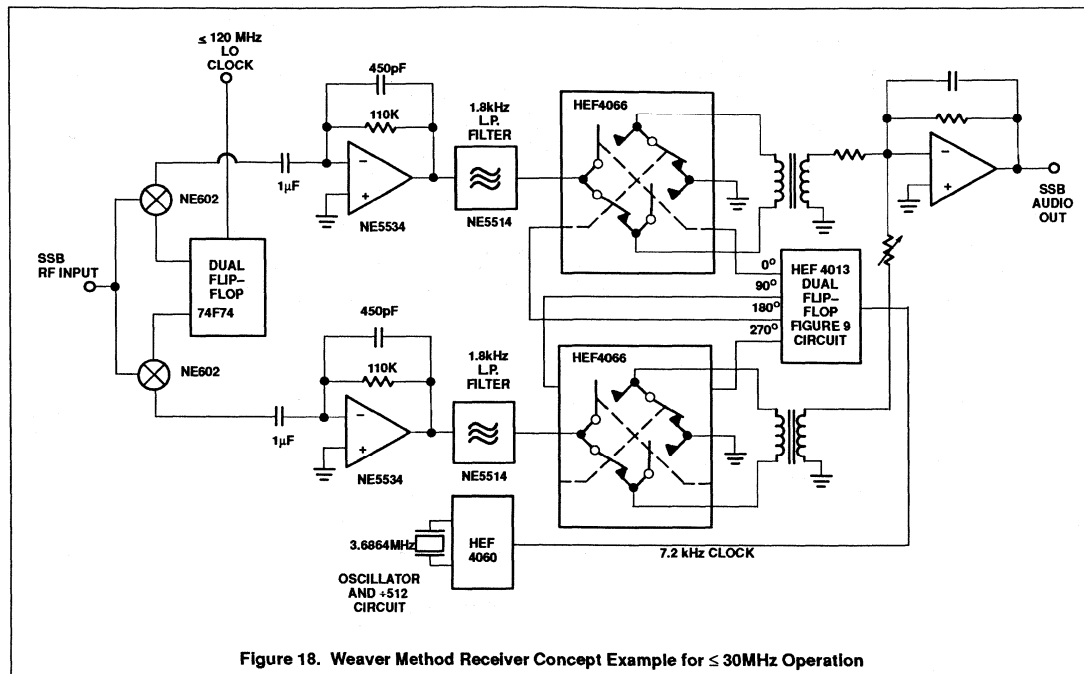 ≤ 120 MHz
LO
CLOCK
450pF
110K
1µF
−
+
NE5534
1.8kHz
L.P.
FILTER
NE5514
HEF4066
−
+
SSB
AUDIO
OUT
NE602
SSB
RF INPUT
DUAL
FLIP–
FLOP
74F74
NE602
0°
90°
180°
270°
HEF 4013
DUAL
FLIP–
FLOP
FIGURE 9
CIRCUIT
450pF
110K
1µF
−
+
NE5534
1.8kHz
L.P.
FILTER
NE5514
HEF4066
3.6864MHz
HEF
4060
7.2 kHz CLOCK
OSCILLATOR
AND ÷512
CIRCUIT
Figure 18. Weaver Method Receiver Concept Example for ≤ 30MHz Operation